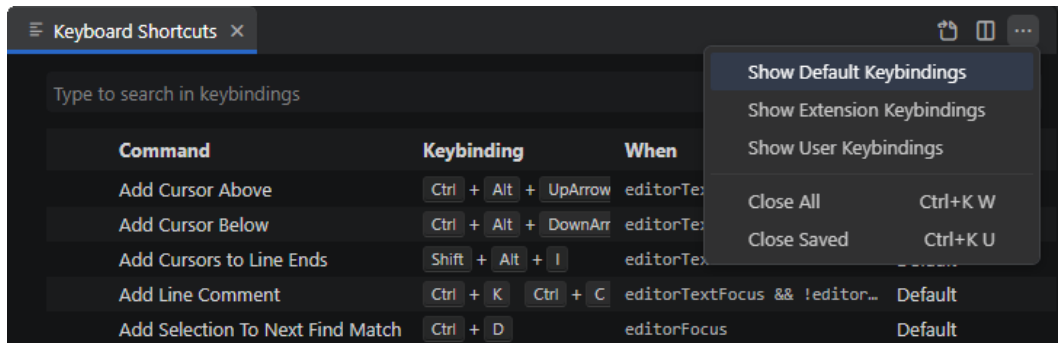 Keyboard Shortcuts
Type to search in keybindings
Show Default Keybindings
Show Extension Keybindings
Show User Keybindings
Close All Ctrl+K W
Close Saved Ctrl+K U
Command Keybinding When
Add Cursor Above Ctrl + Alt + UpArrow editorTex
Add Cursor Below Ctrl + Alt + DownArr editorTex
Add Cursors to Line Ends Shift + Alt + I editorTex
Add Line Comment Ctrl + K Ctrl + C editorTextFocus && !editor… Default
Add Selection To Next Find Match Ctrl + D editorFocus Default